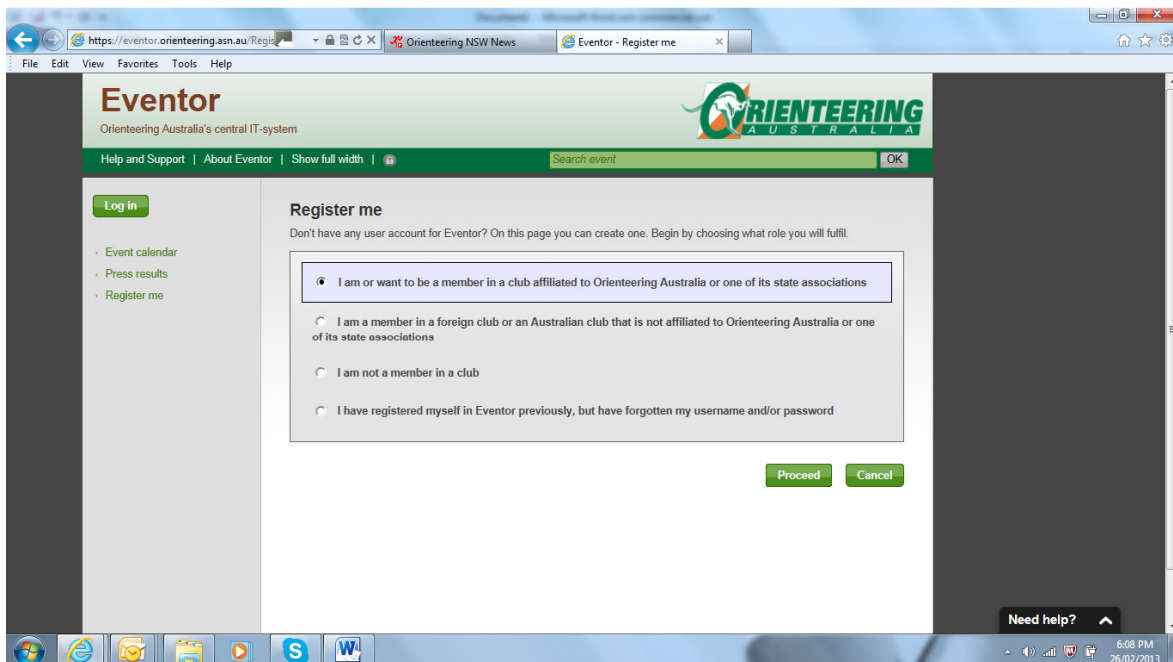 https://eventor.orienteering.asn.au/Regis
Orienteering NSW News
Eventor - Register me
File Edit View Favorites Tools Help
Eventor
Orienteering Australia's central IT-system
ORIENTEERING
AUSTRALIA
Help and Support | About Eventor | Show full width |
Search event
OK
Log in
Event calendar
Press results
Register me
Register me
Don't have any user account for Eventor? On this page you can create one. Begin by choosing what role you will fulfil.
I am or want to be a member in a club affiliated to Orienteering Australia or one of its state associations
I am a member in a foreign club or an Australian club that is not affiliated to Orienteering Australia or one
of its state associations
I am not a member in a club
I have registered myself in Eventor previously, but have forgotten my username and/or password
Proceed
Cancel
Need help?
6:08 PM
26/02/2013